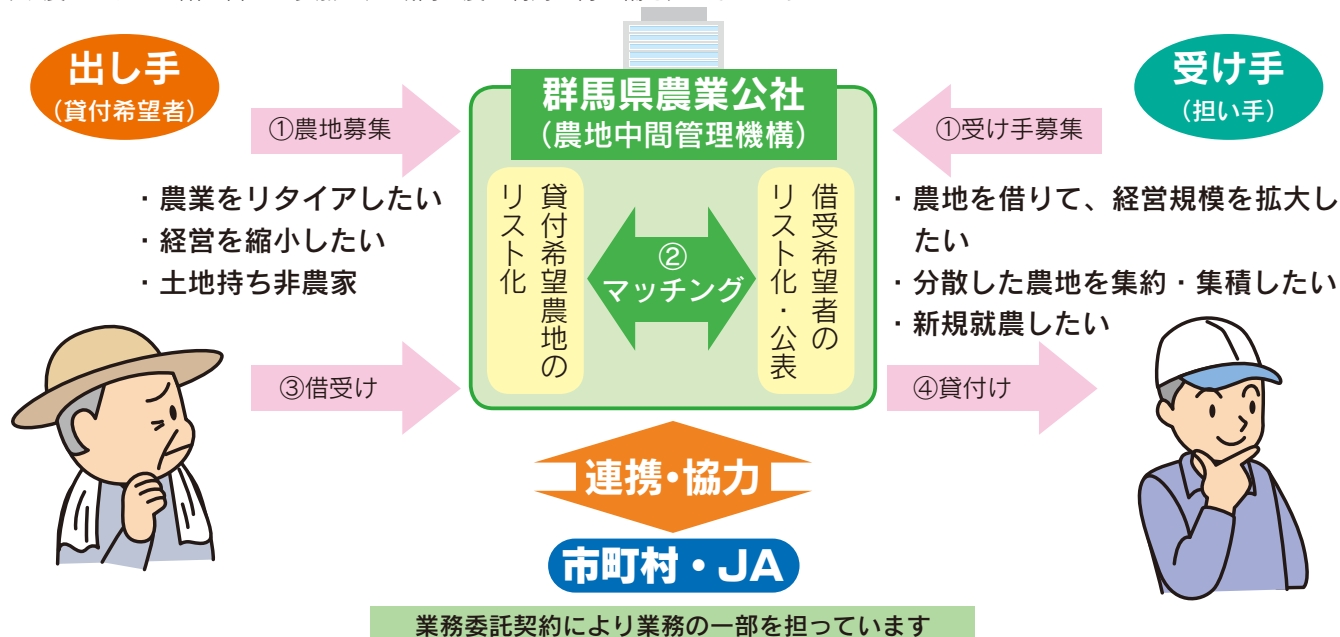 出し手
(貸付希望者)
①農地募集
・農業をリタイアしたい
・経営を縮小したい
・土地持ち非農家
③借受け
群馬県農業公社
(農地中間管理機構)
貸付希望農地の
リスト化
②
マッチング
借受希望者の
リスト化・公表
受け手
(担い手)
①受け手募集
・農地を借りて、経営規模を拡大し
たい
・分散した農地を集約・集積したい
・新規就農したい
④貸付け
連携・協力
市町村・JA
業務委託契約により業務の一部を担っています